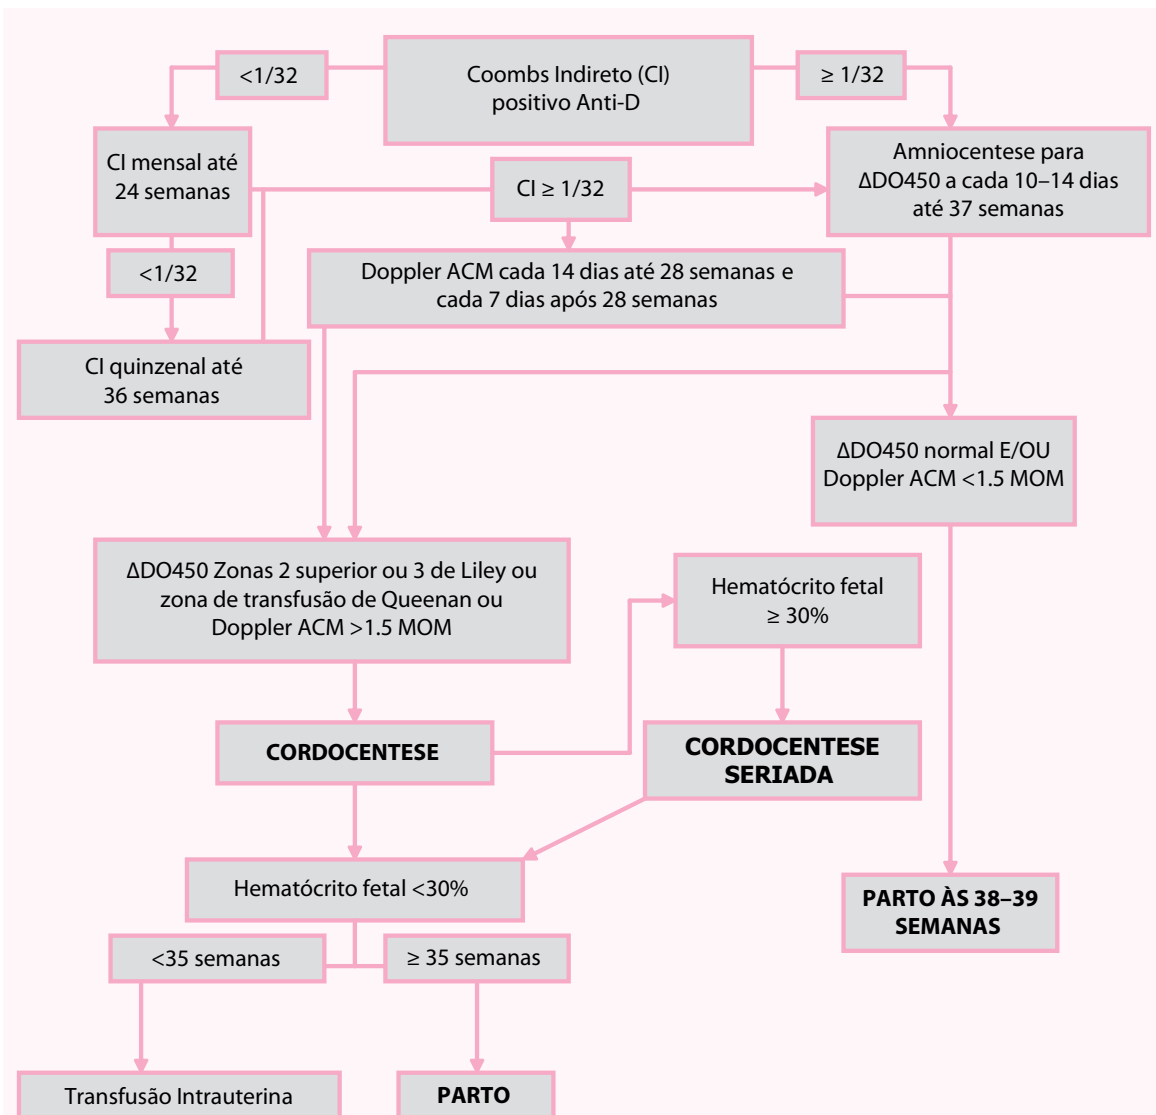 <1/32
Coombs Indireto (CI)
positivo Anti-D
≥ 1/32
CI mensal até
24 semanas
CI ≥ 1/32
Amniocentese para
ΔDO450 a cada 10–14 dias
até 37 semanas
<1/32
Doppler ACM cada 14 dias até 28 semanas e
cada 7 dias após 28 semanas
CI quinzenal até
36 semanas
ΔDO450 normal E/OU
Doppler ACM <1.5 MOM
ΔDO450 Zonas 2 superior ou 3 de Liley ou
zona de transfusão de Queenan ou
Doppler ACM >1.5 MOM
Hematócrito fetal
≥ 30%
CORDOCENTESE
CORDOCENTESE
SERIADA
Hematócrito fetal <30%
PARTO ÀS 38–39
SEMANAS
<35 semanas
≥ 35 semanas
Transfusão Intrauterina
PARTO